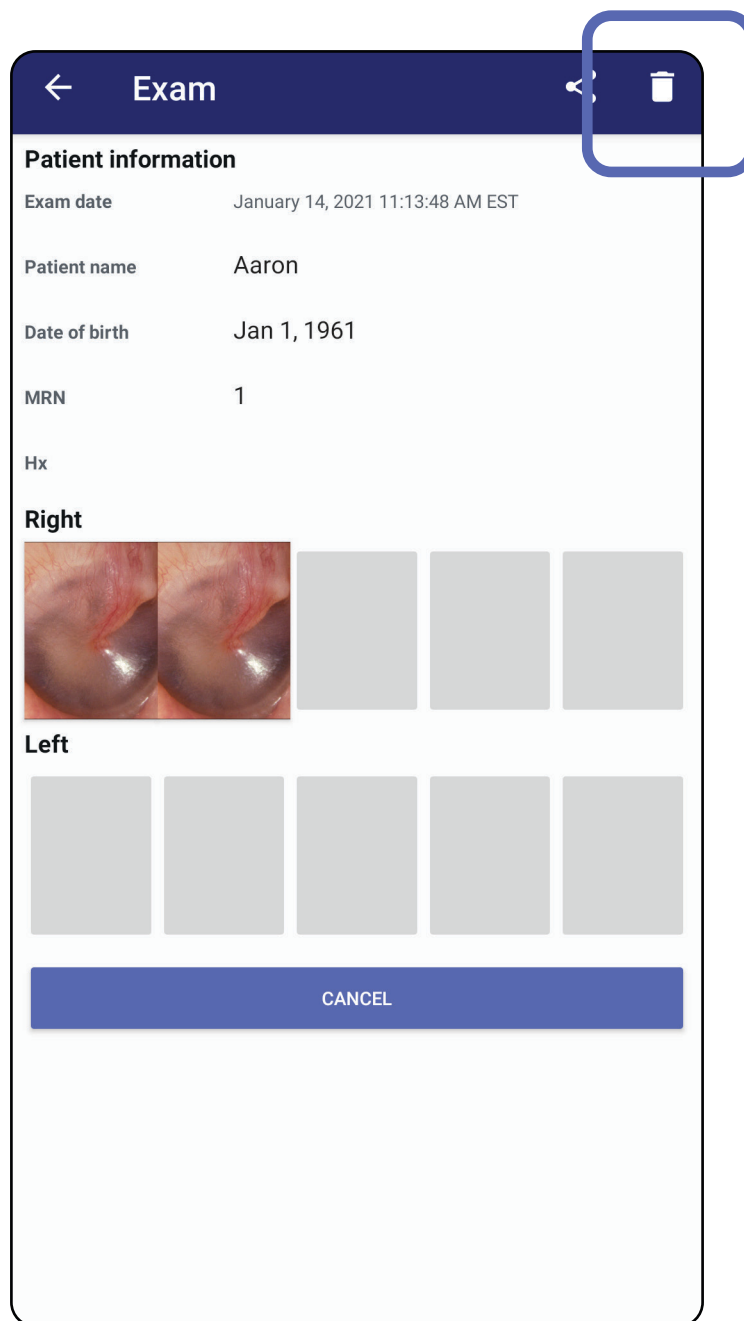 Exam
Patient information
Exam date January 14, 2021 11:13:48 AM EST
Patient name Aaron
Date of birth Jan 1, 1961
MRN 1
Hx
Right
Left
CANCEL